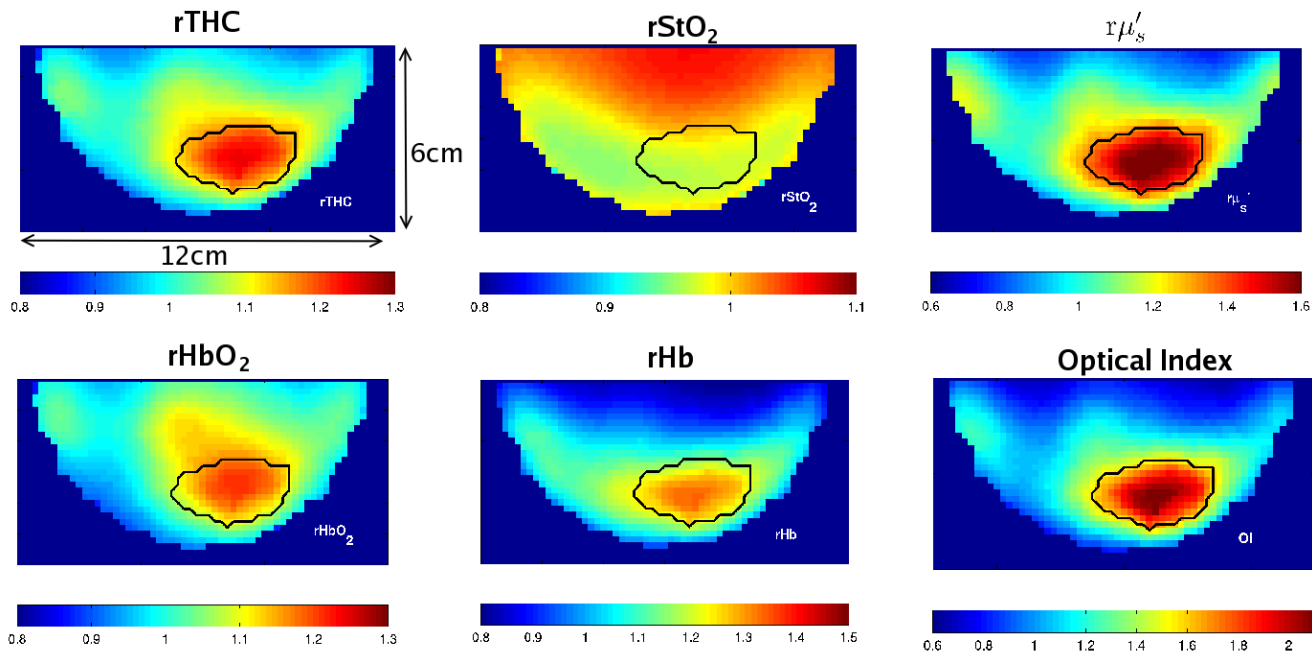 rTHC
rStO₂
rμ′ₛ
6cm
rTHC
rStO₂
rμₛ′
12cm
0.8 0.9 1 1.1 1.2 1.3
0.8 0.9 1 1.1
0.6 0.8 1 1.2 1.4 1.6
rHbO₂
rHb
Optical Index
rHbO₂
rHb
OI
0.8 0.9 1 1.1 1.2 1.3
0.8 0.9 1 1.1 1.2 1.3 1.4 1.5
0.6 0.8 1 1.2 1.4 1.6 1.8 2